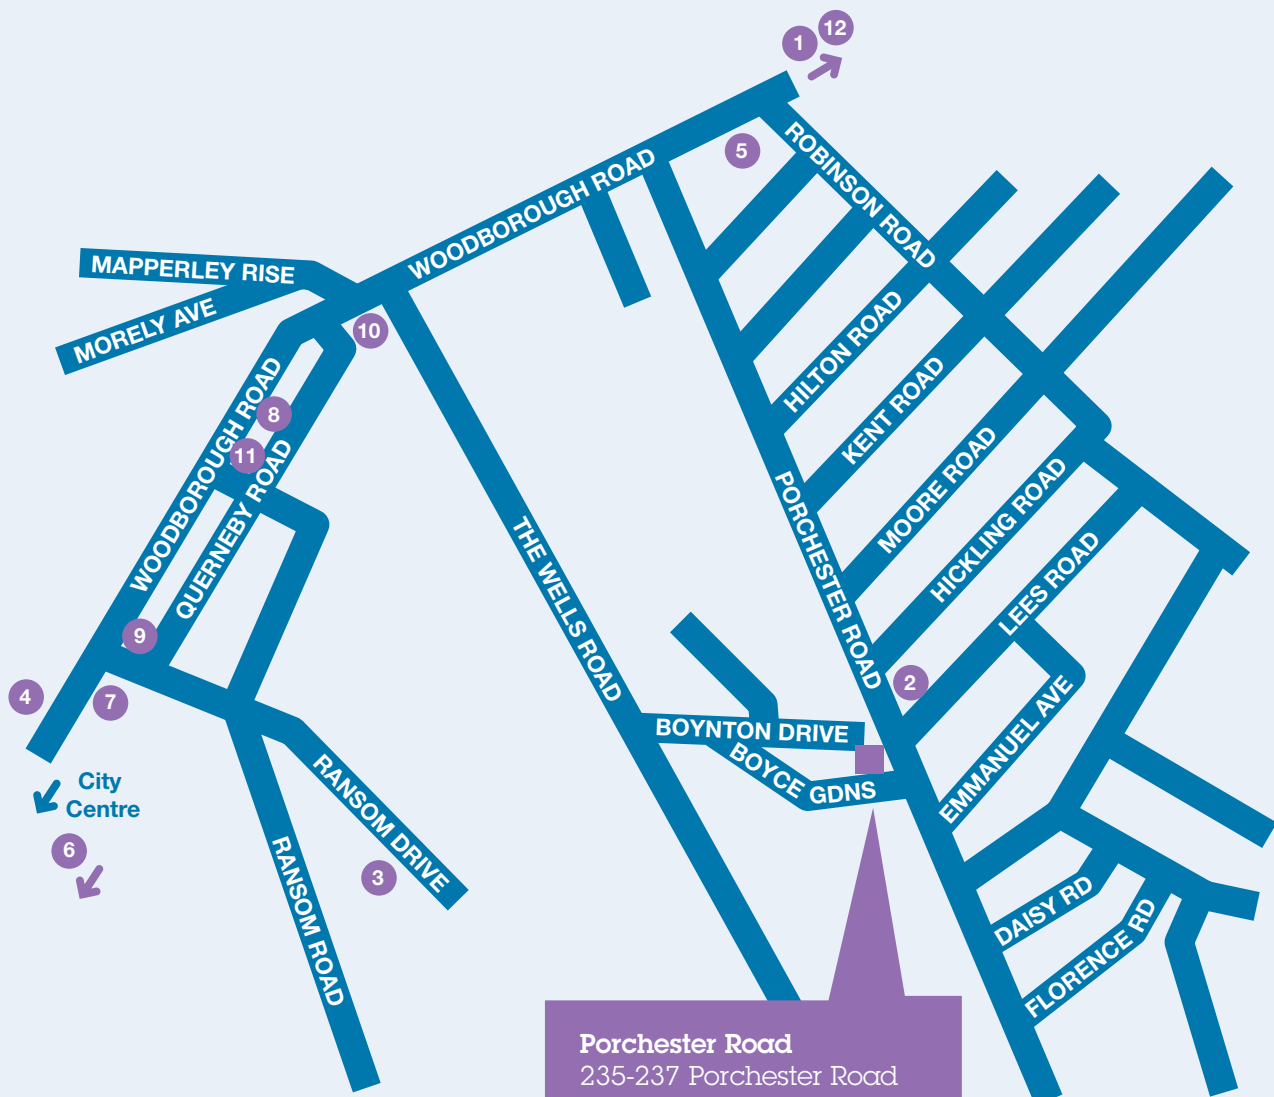 1
12
5
ROBINSON ROAD
WOODBOROUGH ROAD
MAPPERLEY RISE
MORELY AVE
10
HILTON ROAD
KENT ROAD
WOODBOROUGH ROAD
8
11
QUERNEBY ROAD
MOORE ROAD
HICKLING ROAD
PORCHESTER ROAD
THE WELLS ROAD
LEES ROAD
9
4
7
2
EMMANUEL AVE
BOYNTON DRIVE
BOYCE GDNS
City
Centre
6
RANSOM DRIVE
3
RANSOM ROAD
DAISY RD
FLORENCE RD
Porchester Road
235-237 Porchester Road